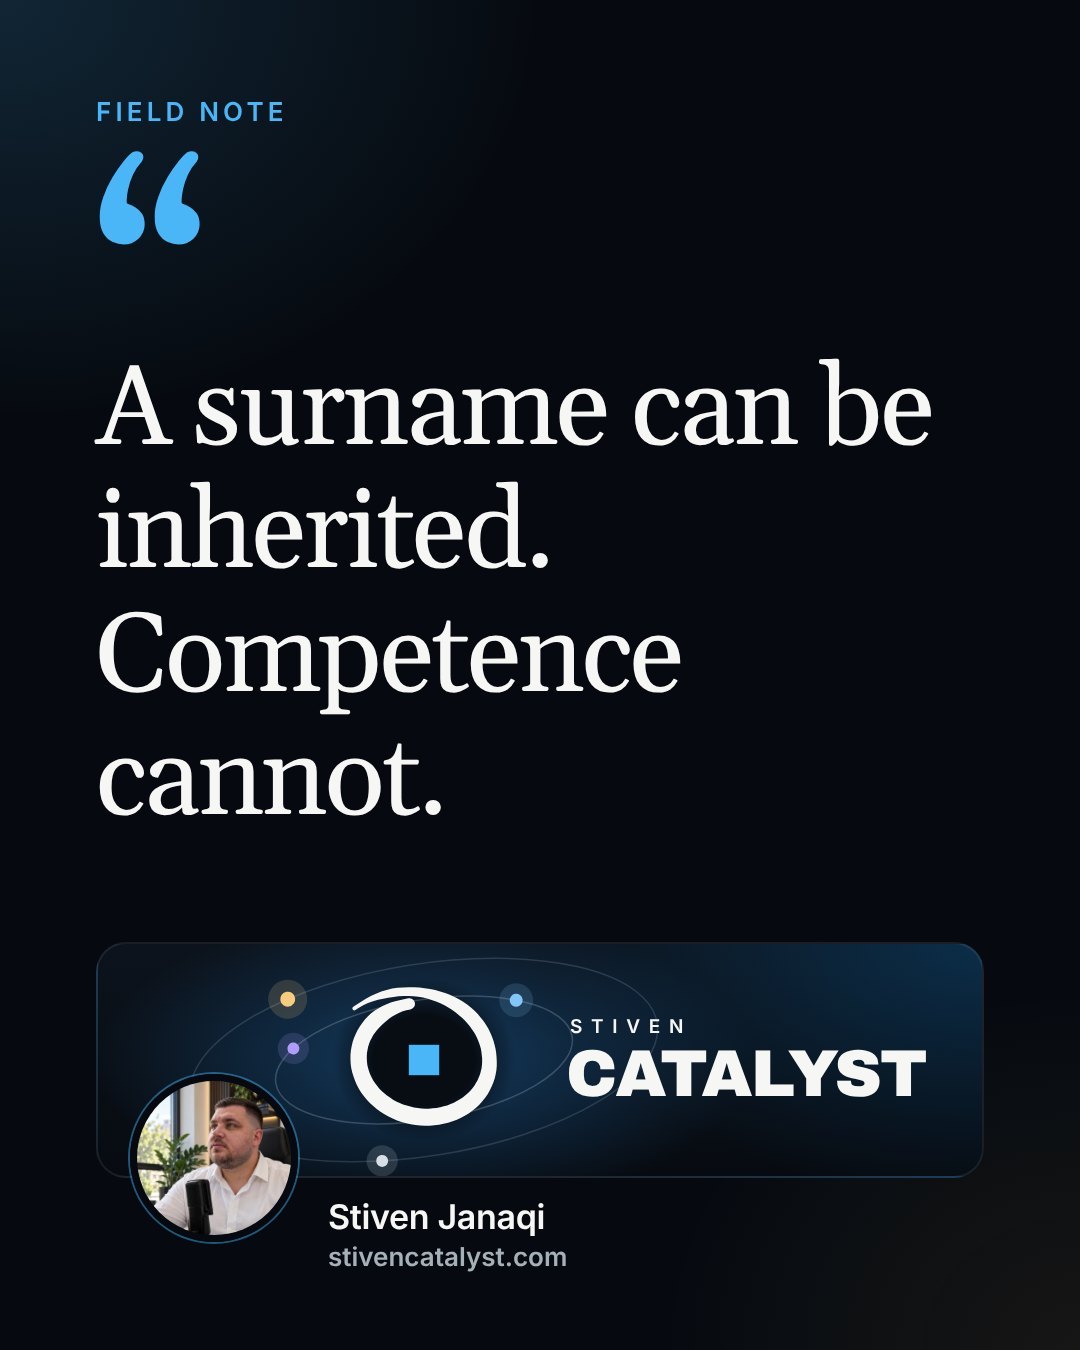 FIELD NOTE
“
A surname can be
inherited.
Competence
cannot.
STIVEN
CATALYST
Stiven Janaqi
stivencatalyst.com